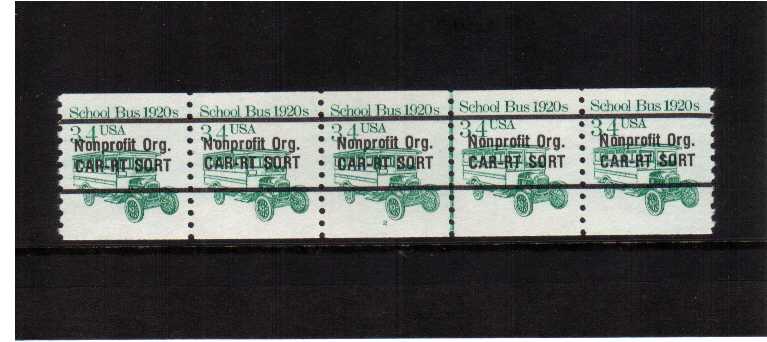 School Bus 1920s School Bus 1920s School Bus 1920s School Bus 1920s School Bus 1920s
3.4 USA 3.4 USA 3.4 USA 3.4 USA 3.4 USA
Nonprofit Org. Nonprofit Org. Nonprofit Org. Nonprofit Org. Nonprofit Org.
CAR-RT SORT CAR-RT SORT CAR-RT SORT CAR-RT SORT CAR-RT SORT
2